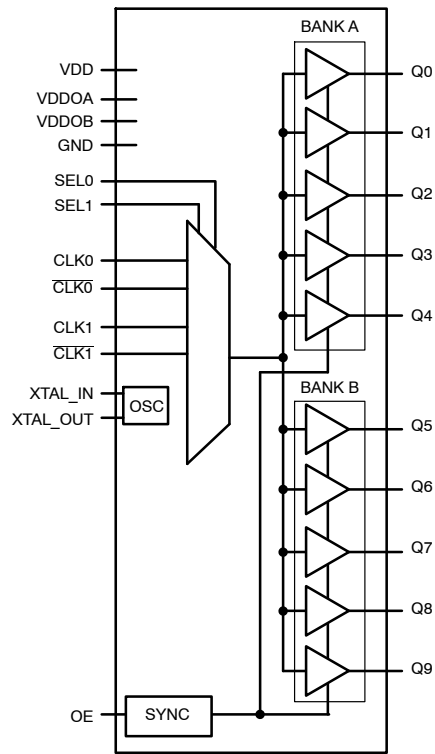 BANK A
VDD
Q0
VDDOA
VDDOB
Q1
GND
SEL0
Q2
SEL1
CLK0
Q3
CLK0
Q4
CLK1
CLK1
BANK B
XTAL_IN
OSC
XTAL_OUT
Q5
Q6
Q7
Q8
Q9
OE
SYNC